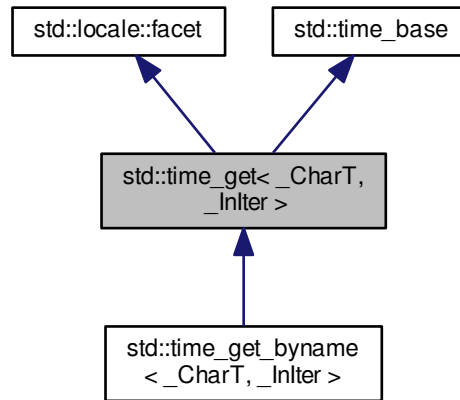 std::locale::facet
std::time_base
std::time_get< _CharT,
_InIter >
std::time_get_byname
< _CharT, _InIter >